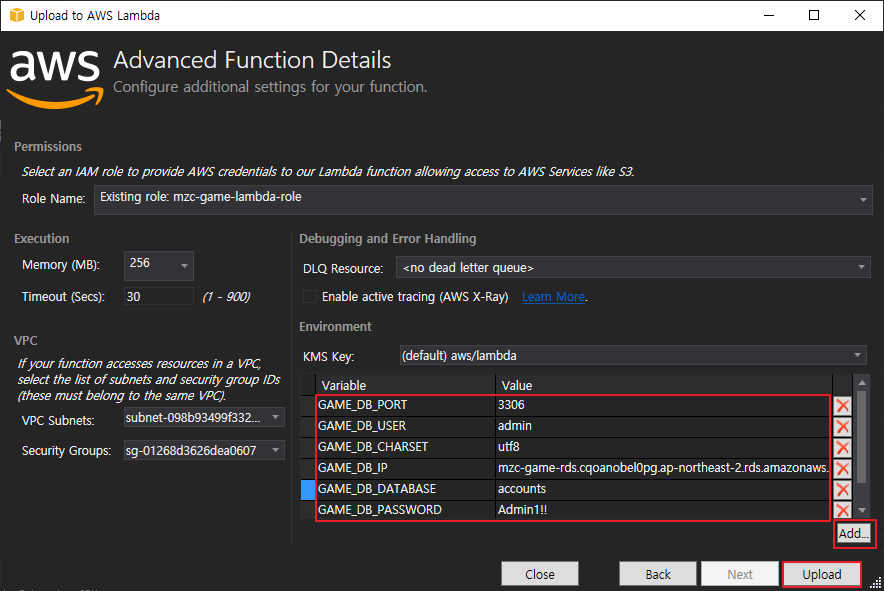 Upload to AWS Lambda
aws
Advanced Function Details
Configure additional settings for your function.
Permissions
Select an IAM role to provide AWS credentials to our Lambda function allowing access to AWS Services like S3.
Role Name: Existing role: mzc-game-lambda-role
Execution
Memory (MB): 256
Timeout (Secs): 30 (1 - 900)
VPC
If your function accesses resources in a VPC,
select the list of subnets and security group IDs
(these must belong to the same VPC).
VPC Subnets: subnet-098b93499f332...
Security Groups: sg-01268d3626dea0607
Debugging and Error Handling
DLQ Resource: <no dead letter queue>
Enable active tracing (AWS X-Ray) Learn More.
Environment
KMS Key: (default) aws/lambda
Variable Value
GAME_DB_PORT 3306
GAME_DB_USER admin
GAME_DB_CHARSET utf8
GAME_DB_IP mzc-game-rds.cqoanobel0pg.ap-northeast-2.rds.amazonaws.
GAME_DB_DATABASE accounts
GAME_DB_PASSWORD Admin1!!
Add...
Close Back Next Upload